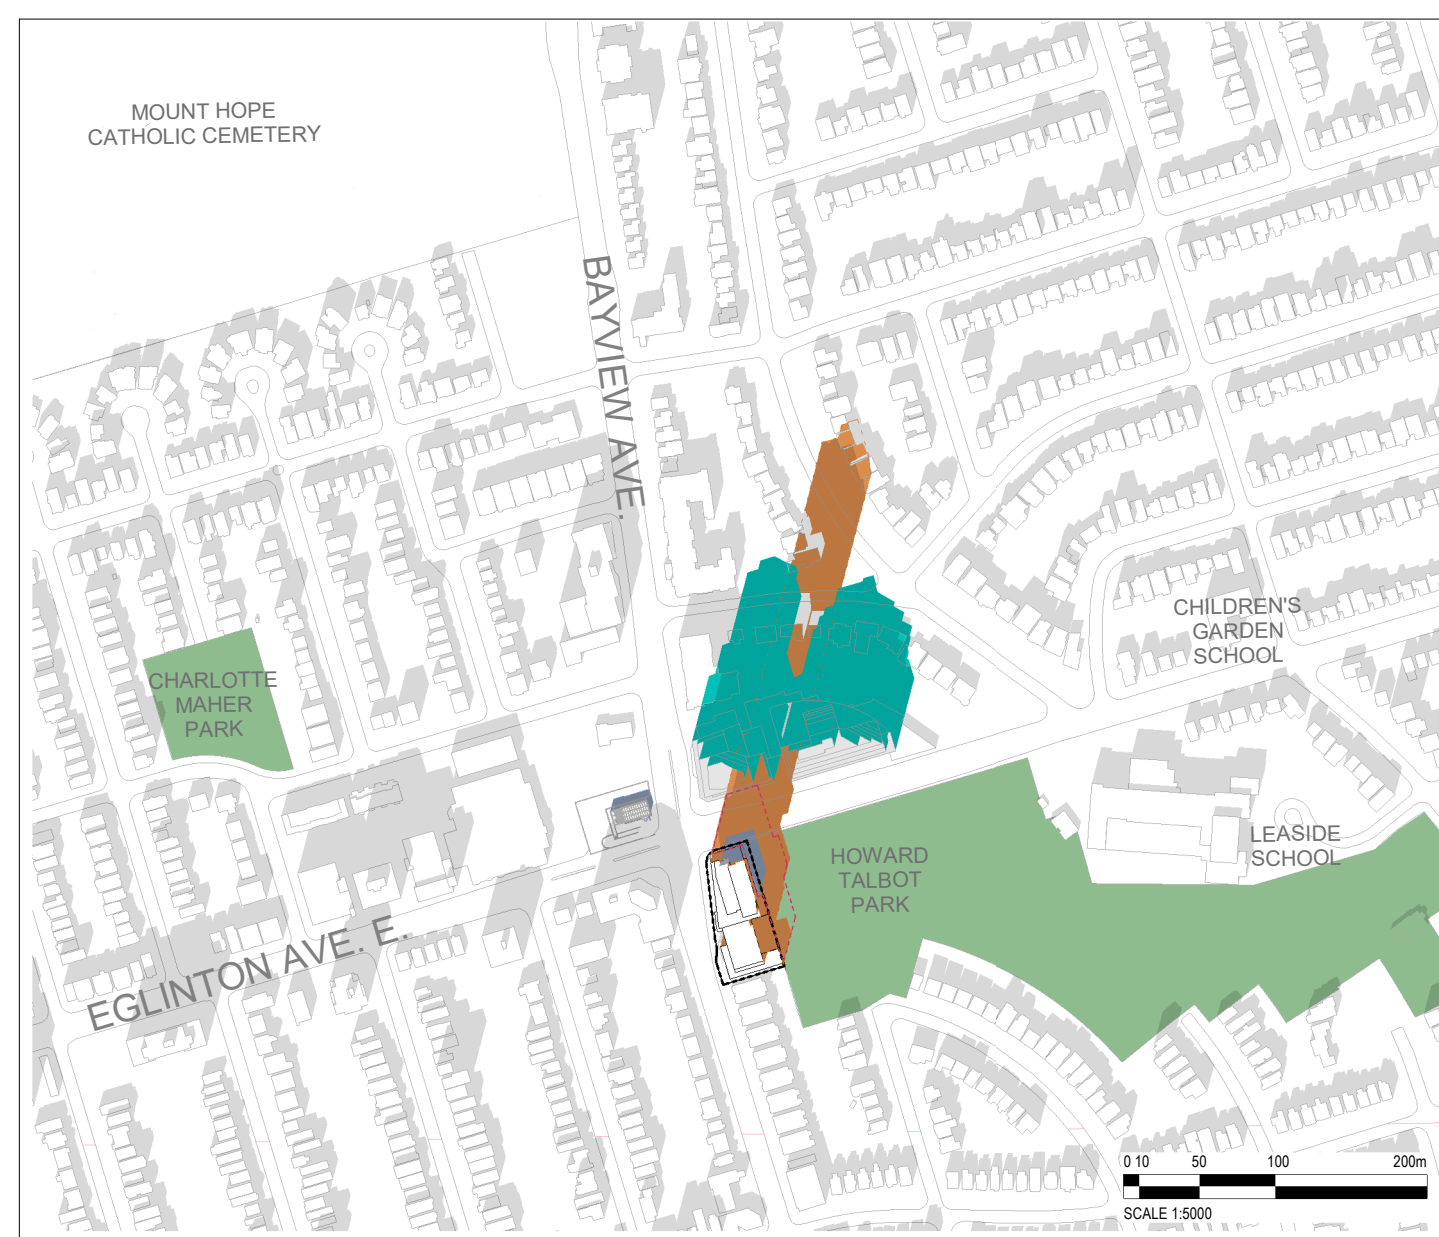 MOUNT HOPE
CATHOLIC CEMETERY
BAYVIEW AVE.
CHILDREN'S
GARDEN
SCHOOL
CHARLOTTE
MAHER
PARK
LEASIDE
SCHOOL
HOWARD
TALBOT
PARK
EGLINTON AVE. E.
0 10 50 100 200m
SCALE 1:5000